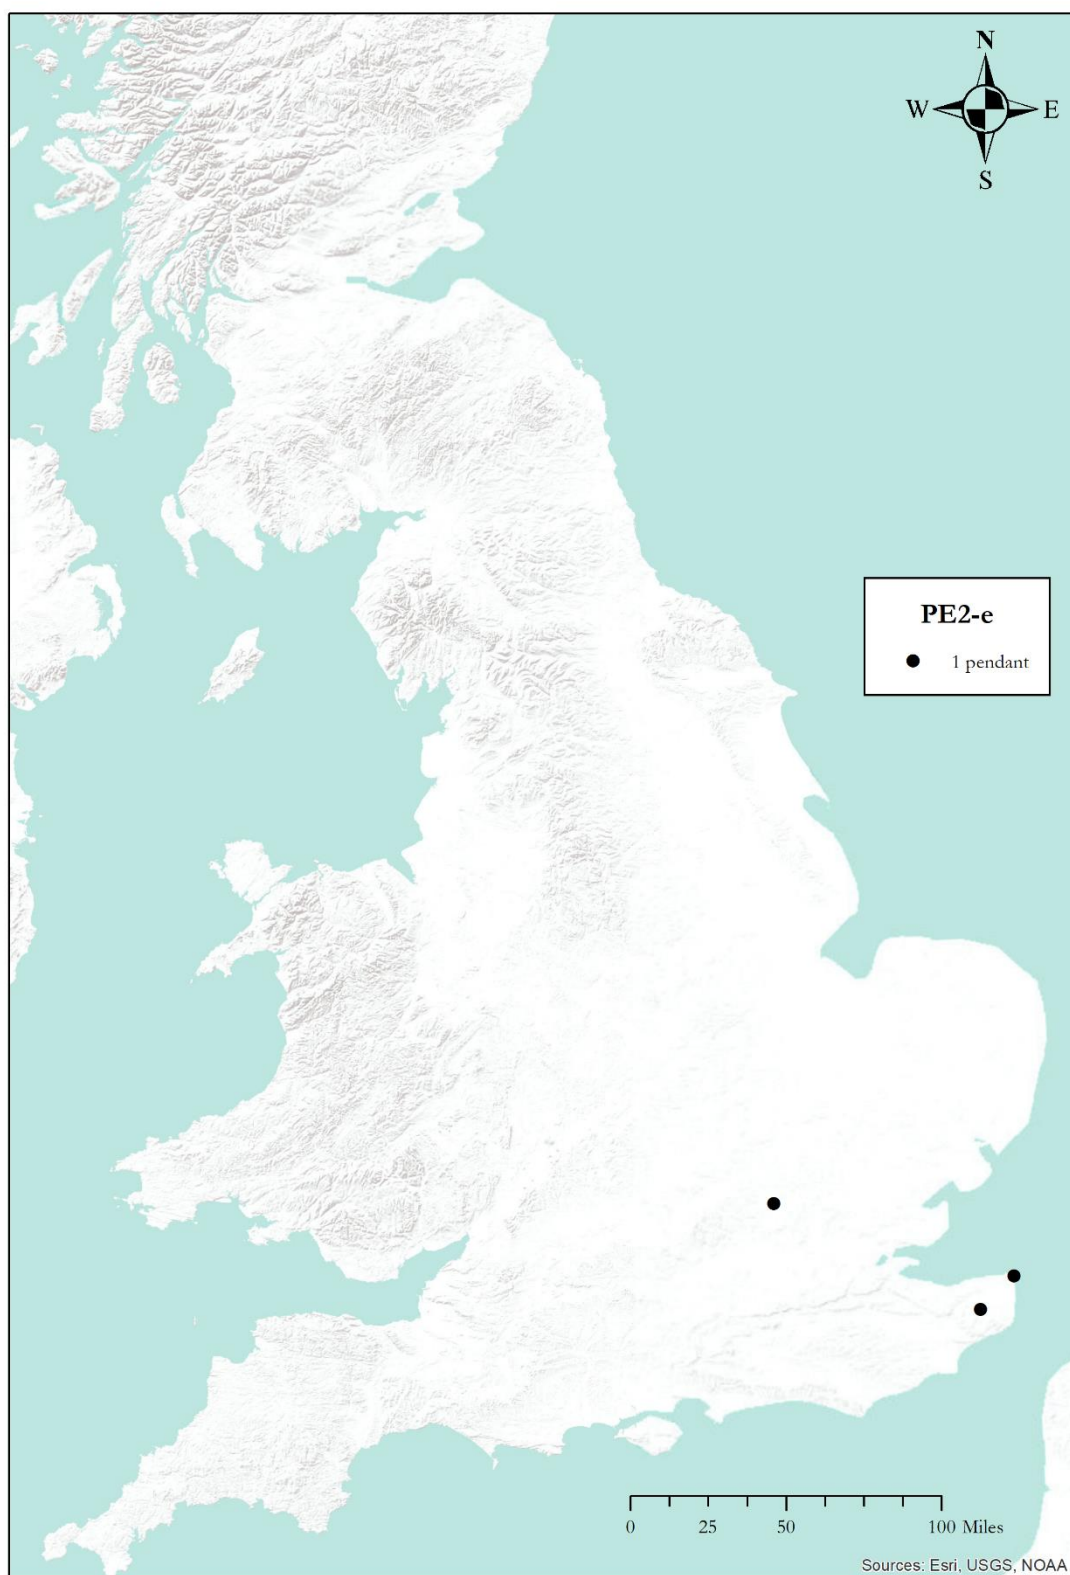 N
W E
S
PE2-e
1 pendant
0 25 50 100 Miles
Sources: Esri, USGS, NOAA